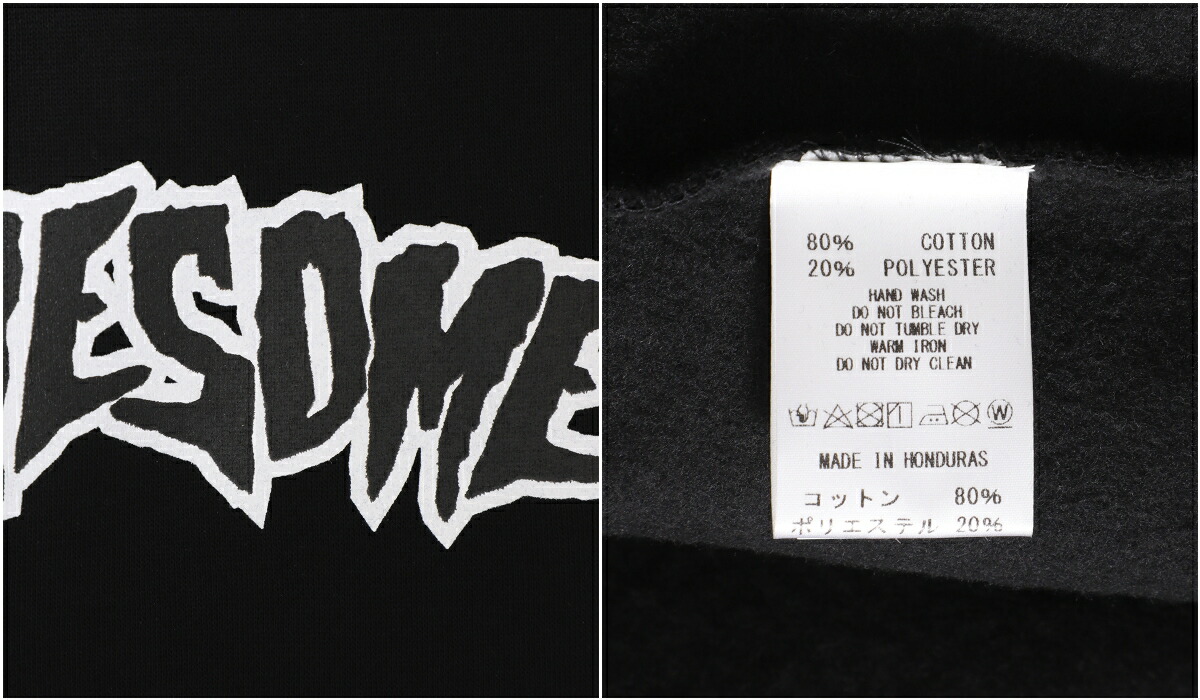 ESOME
80% COTTON
20% POLYESTER
HAND WASH
DO NOT BLEACH
DO NOT TUMBLE DRY
WARM IRON
DO NOT DRY CLEAN
W
MADE IN HONDURAS
コットン 80%
ポリエステル 20%